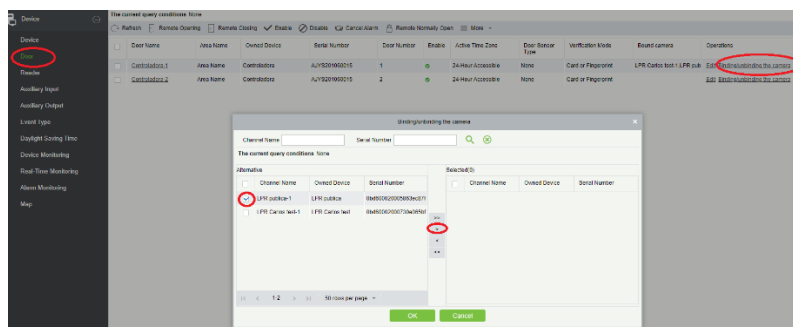 Device
The current query conditions None
Refresh Remote Opening Remote Closing Enable Disable Cancel Alarm Remote Normally Open More
Door Name Area Name Owned Device Serial Number Door Number Enable Active Time Zone Door Sensor Type Verification Mode Bound camera Operations
Controladora 1 Area Name Controladora AJYB201060015 1 24-Hour Accessible None Card or Fingerprint LPR Carlos test-1 LPR pub Edit Binding/unbinding the camera
Controladora 2 Area Name Controladora AJYB201060015 2 24-Hour Accessible None Card or Fingerprint Edit Binding/unbinding the camera
Device
Door
Reader
Auxiliary Input
Auxiliary Output
Event Type
Daylight Saving Time
Device Monitoring
Real-Time Monitoring
Alarm Monitoring
Map
Binding/unbinding the camera
Channel Name Serial Number
The current query conditions None
Alternative Selected(0)
Channel Name Owned Device Serial Number Channel Name Owned Device Serial Number
LPR publica-1 LPR publica
LPR Carlos test-1 LPR Carlos test
>>
>
<
<<
1-2 50 rows per page
OK Cancel